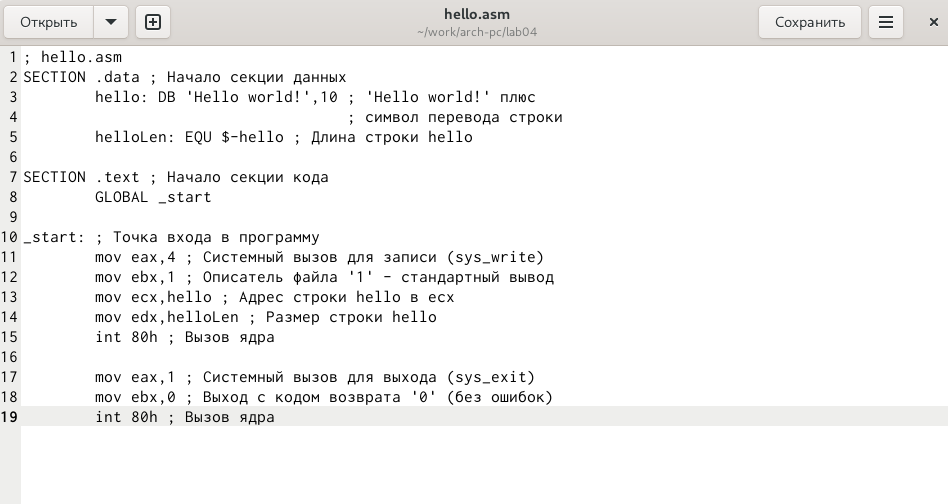 Открыть
hello.asm
~/work/arch-pc/lab04
Сохранить
1 ; hello.asm
2 SECTION .data ; Начало секции данных
3         hello: DB 'Hello world!',10 ; 'Hello world!' плюс
4                                     ; символ перевода строки
5         helloLen: EQU $-hello ; Длина строки hello
6
7 SECTION .text ; Начало секции кода
8         GLOBAL _start
9
10 _start: ; Точка входа в программу
11         mov eax,4 ; Системный вызов для записи (sys_write)
12         mov ebx,1 ; Описатель файла '1' - стандартный вывод
13         mov ecx,hello ; Адрес строки hello в ecx
14         mov edx,helloLen ; Размер строки hello
15         int 80h ; Вызов ядра
16
17         mov eax,1 ; Системный вызов для выхода (sys_exit)
18         mov ebx,0 ; Выход с кодом возврата '0' (без ошибок)
19         int 80h ; Вызов ядра